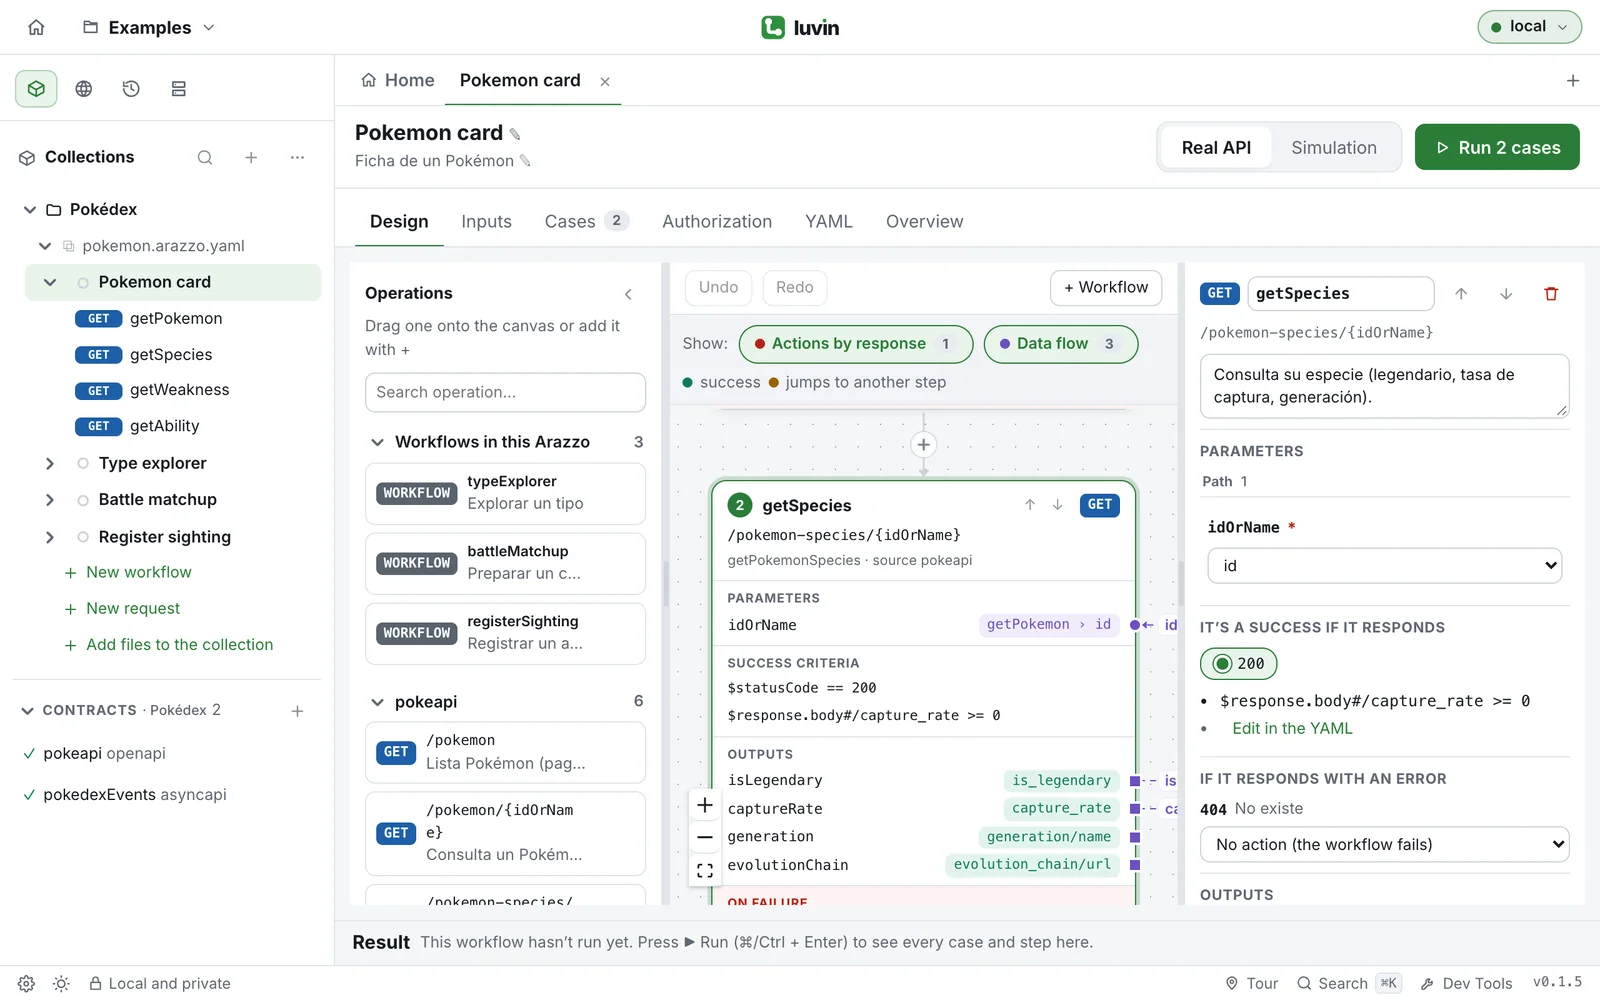 Examples
luvin
local
Home
Pokemon card
Collections
Pokédex
pokemon.arazzo.yaml
Pokemon card
GET getPokemon
GET getSpecies
GET getWeakness
GET getAbility
Type explorer
Battle matchup
Register sighting
+ New workflow
+ New request
+ Add files to the collection
CONTRACTS · Pokédex 2
pokeapi openapi
pokedexEvents asyncapi
Pokemon card
Ficha de un Pokémon
Real API
Simulation
Run 2 cases
Design
Inputs
Cases 2
Authorization
YAML
Overview
Operations
Drag one onto the canvas or add it
with +
Search operation...
Workflows in this Arazzo 3
WORKFLOW
typeExplorer
Explorar un tipo
WORKFLOW
battleMatchup
Preparar un c...
WORKFLOW
registerSighting
Registrar un a...
pokeapi 6
GET
/pokemon
Lista Pokémon (pag...
GET
/pokemon/{idOrNam
e}
Consulta un Pokém...
/pokemon-species/
Undo
Redo
+ Workflow
Show:
Actions by response 1
Data flow 3
success
jumps to another step
2 getSpecies
GET
/pokemon-species/{idOrName}
getPokemonSpecies · source pokeapi
PARAMETERS
idOrName
getPokemon › id
id
SUCCESS CRITERIA
$statusCode == 200
$response.body#/capture_rate >= 0
OUTPUTS
isLegendary
is_legendary
is
captureRate
capture_rate
ca
generation
generation/name
evolutionChain
evolution_chain/url
ON FAILURE
GET
getSpecies
/pokemon-species/{idOrName}
Consulta su especie (legendario, tasa de
captura, generación).
PARAMETERS
Path 1
idOrName *
id
IT'S A SUCCESS IF IT RESPONDS
200
• $response.body#/capture_rate >= 0
• Edit in the YAML
IF IT RESPONDS WITH AN ERROR
404 No existe
No action (the workflow fails)
OUTPUTS
Result
This workflow hasn't run yet. Press ▶ Run (⌘/Ctrl + Enter) to see every case and step here.
Local and private
Tour
Search ⌘K
Dev Tools
v0.1.5